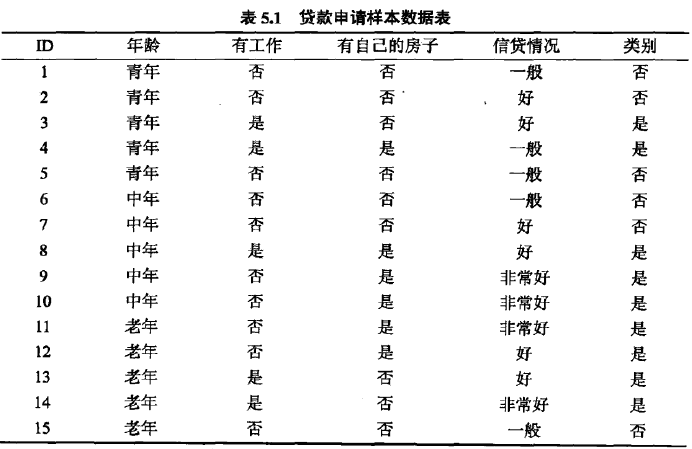 表 5.1 贷款申请样本数据表
ID 年龄 有工作 有自己的房子 信贷情况 类别
1 青年 否 否 一般 否
2 青年 否 否 好 否
3 青年 是 否 好 是
4 青年 是 是 一般 是
5 青年 否 否 一般 否
6 中年 否 否 一般 否
7 中年 否 否 好 否
8 中年 是 是 好 是
9 中年 否 是 非常好 是
10 中年 否 是 非常好 是
11 老年 否 是 非常好 是
12 老年 否 是 好 是
13 老年 是 否 好 是
14 老年 是 否 非常好 是
15 老年 否 否 一般 否